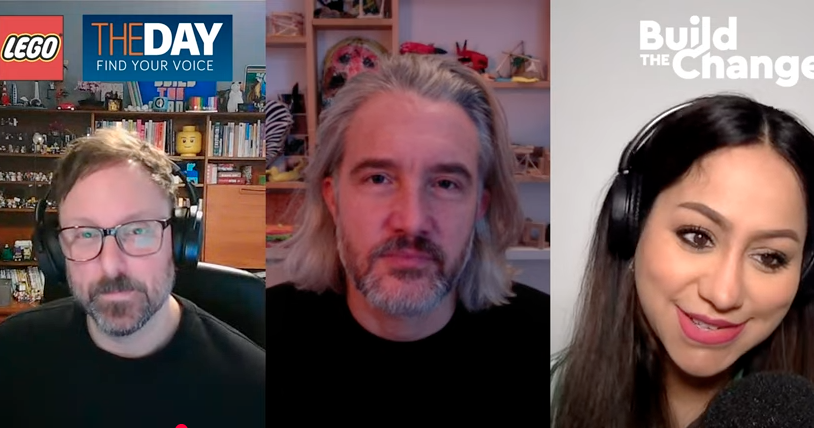 LEGO
THE DAY
FIND YOUR VOICE
Build
THE Change